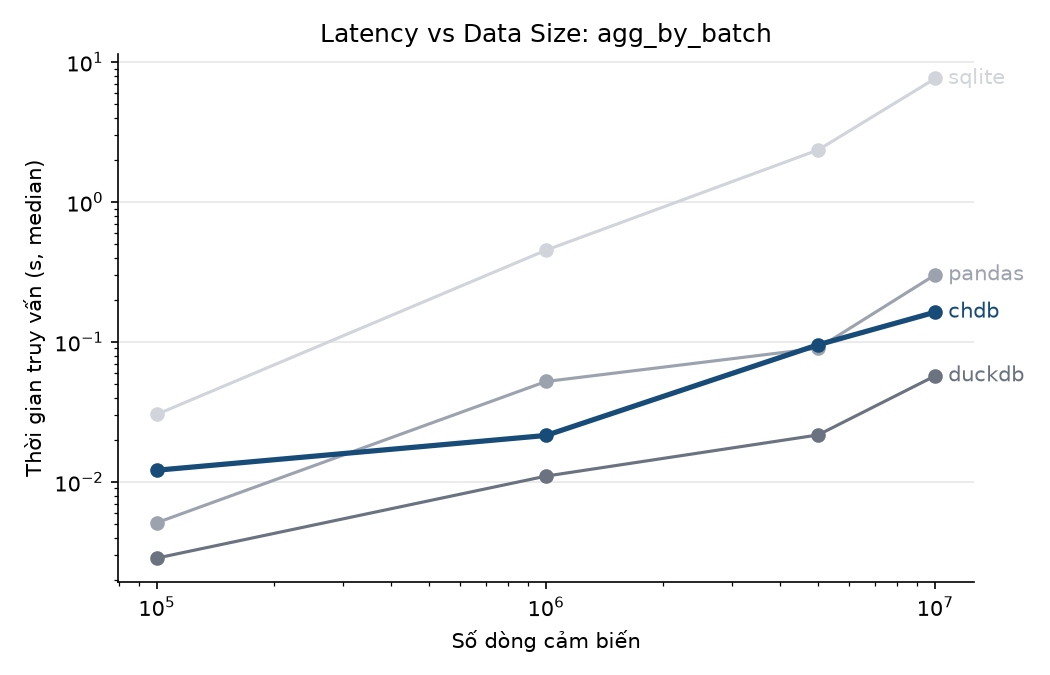 Latency vs Data Size: agg_by_batch
10¹
10⁰
10⁻¹
10⁻²
Thời gian truy vấn (s, median)
sqlite
pandas
chdb
duckdb
10⁵
10⁶
10⁷
Số dòng cảm biến